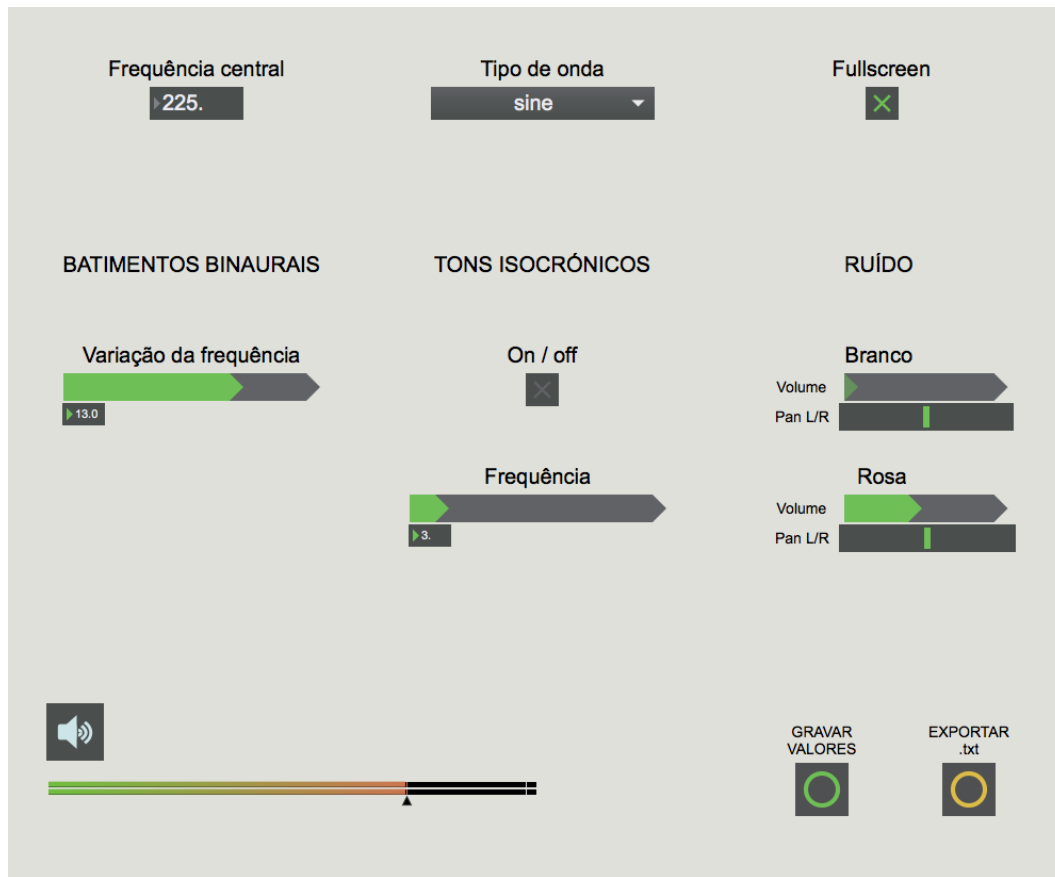 Frequência central
225.
Tipo de onda
sine
Fullscreen
BATIMENTOS BINAURAIS
TONS ISOCRÓNICOS
RUÍDO
Variação da frequência
13.0
On / off
Branco
Volume
Pan L/R
Frequência
3.
Rosa
Volume
Pan L/R
GRAVAR
VALORES
EXPORTAR
.txt